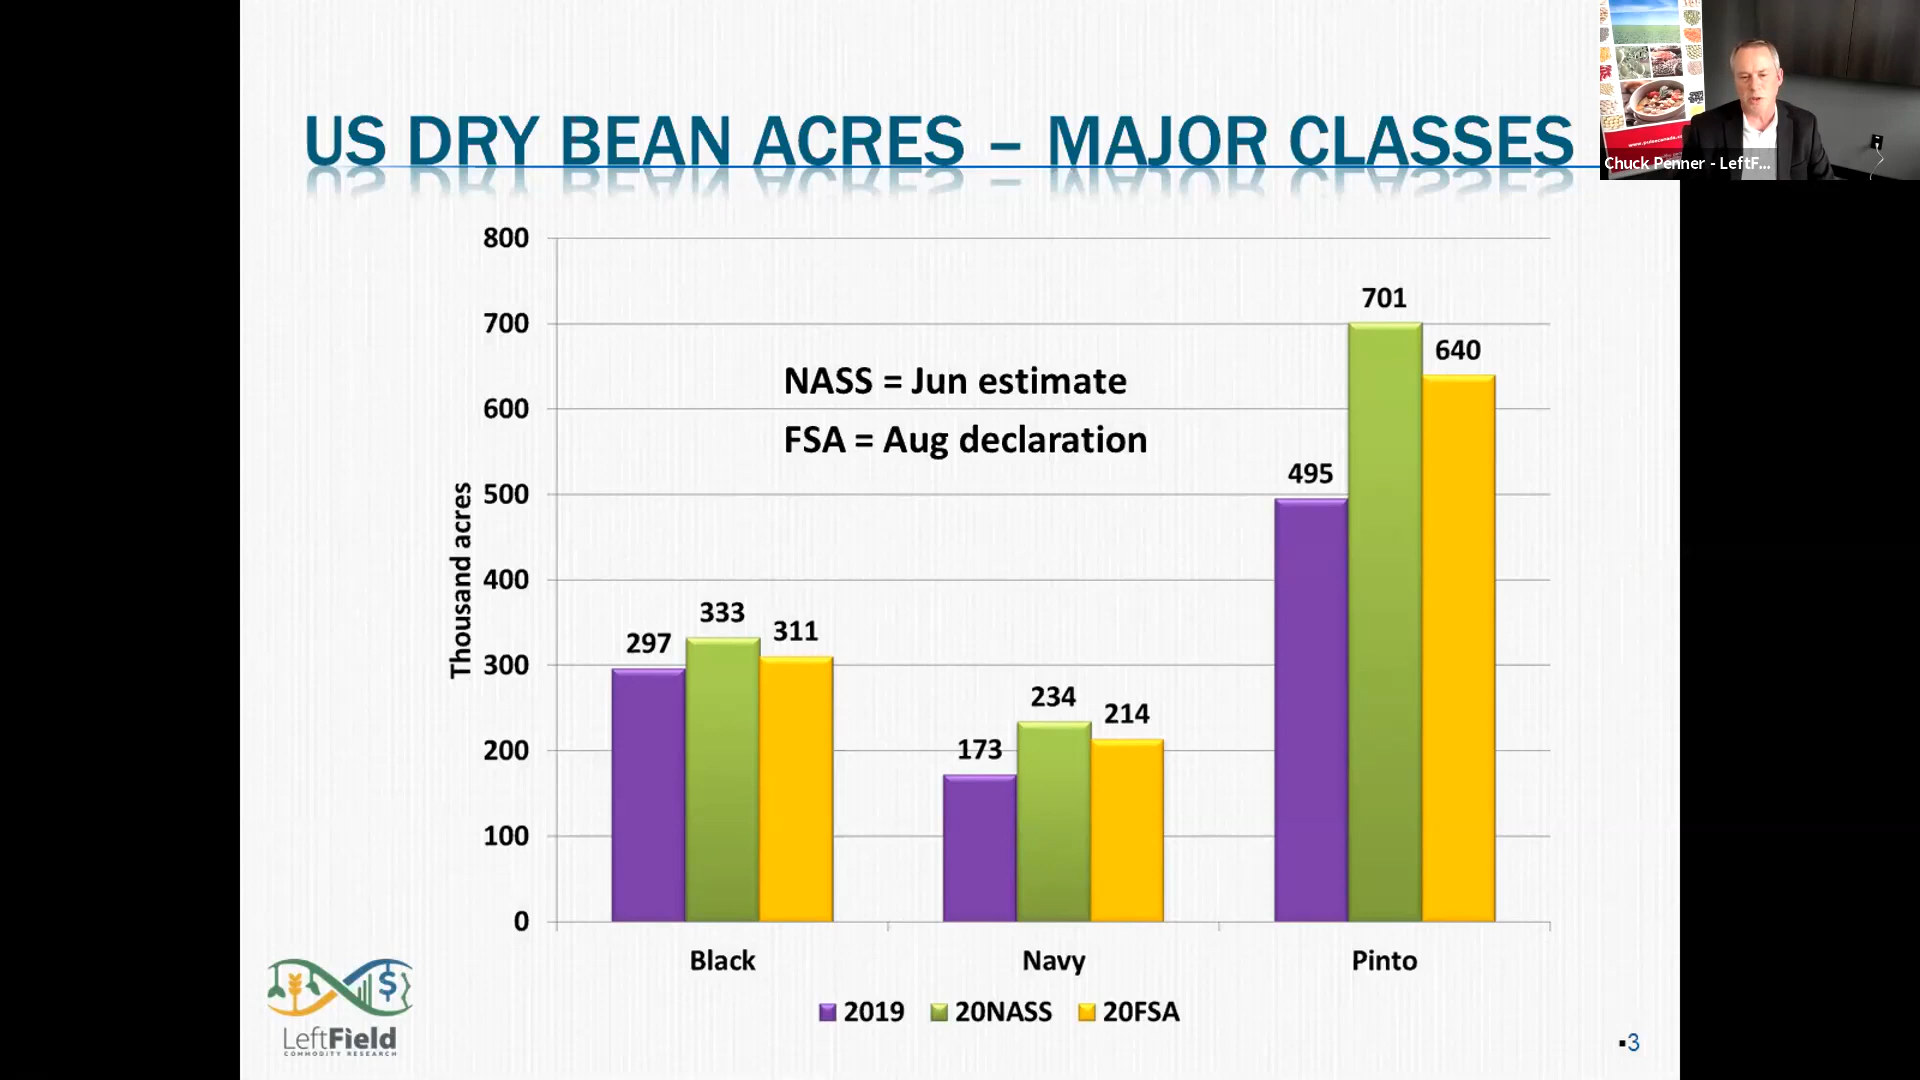 US DRY BEAN ACRES – MAJOR CLASSES
Chuck Penner - LeftF...
800
700
600
500
400
300
200
100
0
Thousand acres
NASS = Jun estimate
FSA = Aug declaration
297
333
311
173
234
214
495
701
640
Black
Navy
Pinto
2019
20NASS
20FSA
LeftField
COMMODITY RESEARCH
▪3